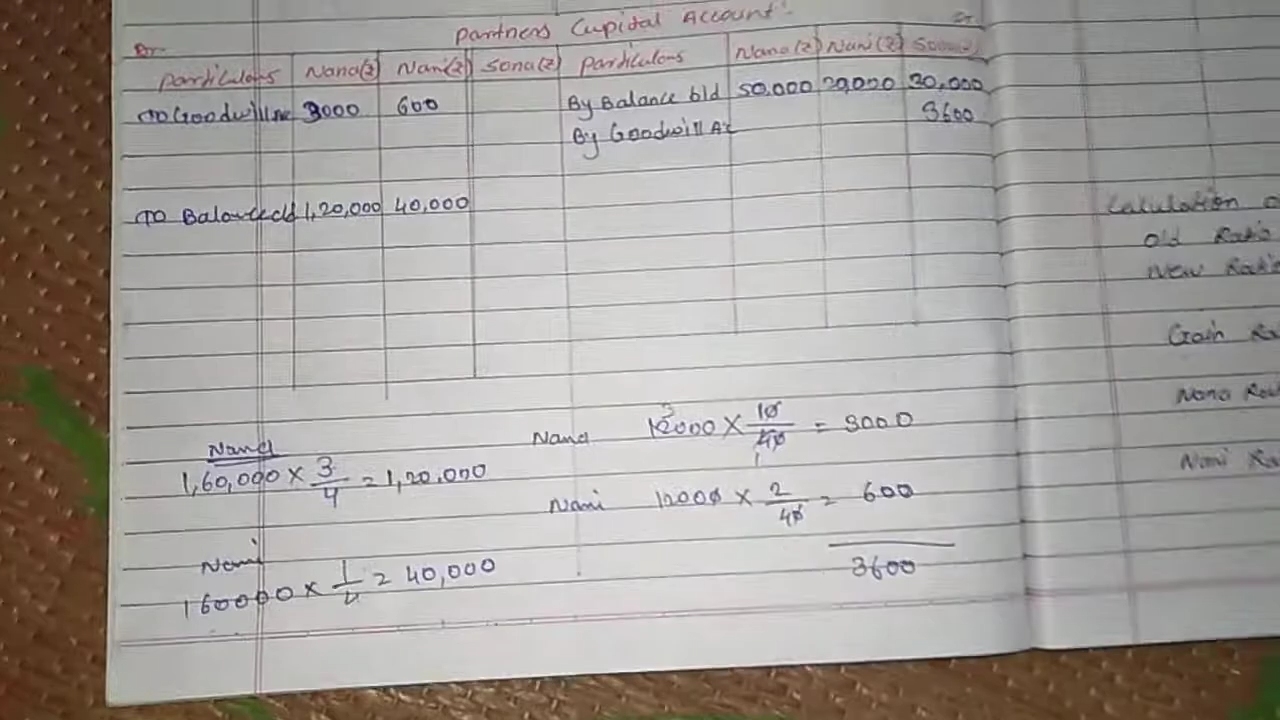 Partners Capital Account
Dr. Cr
Particulars Nana(₹) Nani(₹) Sona(₹) Particulars Nana(₹) Nani(₹) Sona(₹)
To Goodwill A/c 3000 600 By Balance b/d 50,000 20,000 20,000
By Goodwill A/c 3600
To Balance c/d 1,20,000 40,000
Nana
1,60,000 × 3/4 = 1,20,000
Nani
160000 × 1/4 = 40,000
Nana 12000 × 10/40 = 3000
Nani 12000 × 2/40 = 600
3600
Calculation
Old Ratio
New Ratio
Gain
Nana
Nani